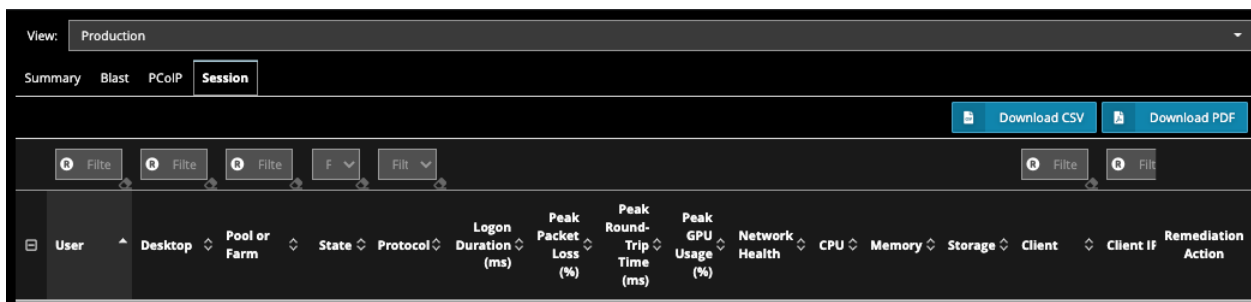 View: Production
Summary Blast PCoIP Session
Download CSV Download PDF
R Filte R Filte R Filte F Filt R Filte R Filt
User Desktop Pool or Farm State Protocol Logon Duration (ms) Peak Packet Loss (%) Peak Round-Trip Time (ms) Peak GPU Usage (%) Network Health CPU Memory Storage Client Client IF Remediation Action